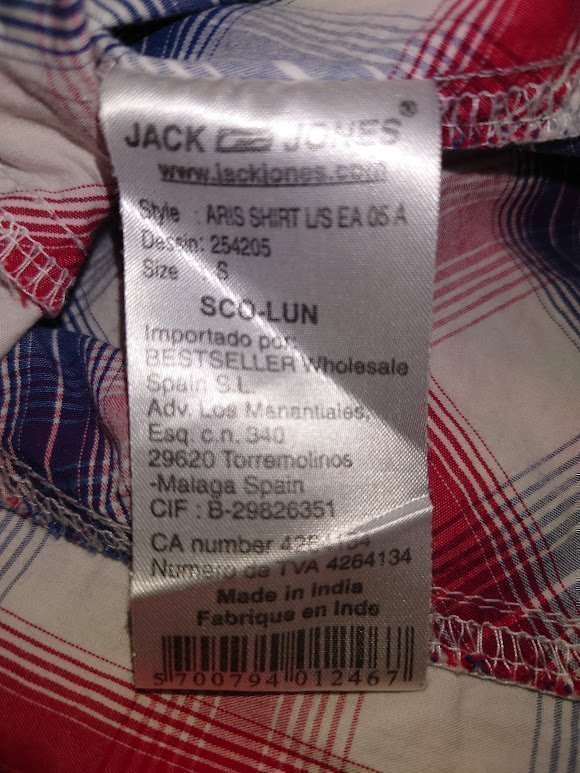 JACK JONES®
www.jackjones.com
Style : ARIS SHIRT L/S EA 05 A
Dessin: 254205
Size S
SCO-LUN
Importado por:
BESTSELLER Wholesale
Spain S.L.
Adv. Los Manantiales,
Esq. c.n. 340
29620 Torremolinos
-Malaga Spain
CIF : B-29826351
CA number 4264134
Numero de TVA 4264134
Made in India
Fabrique en Inde
5 700794 012467